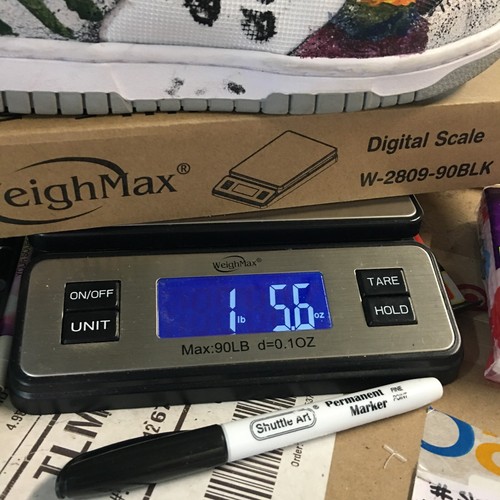 WeighMax®
Digital Scale
W-2809-90BLK
WeighMax®
ON/OFF
UNIT
1 lb 5.6 oz
TARE
HOLD
Max:90LB d=0.1OZ
Shuttle Art
Permanent
Marker
FINE
TLM